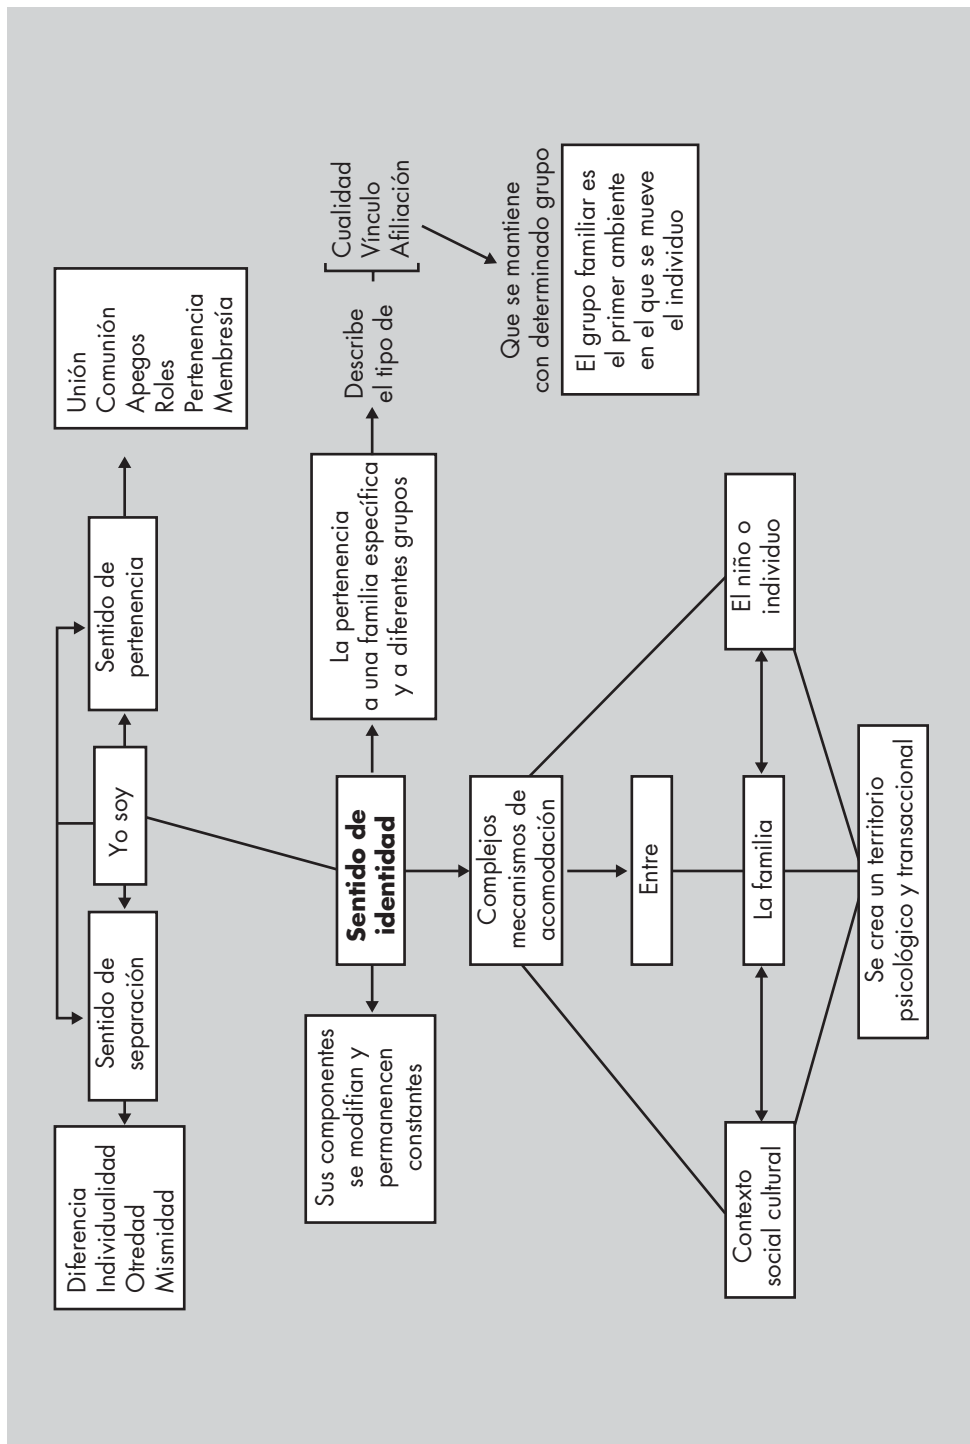 Diferencia
Individualidad
Otredad
Mismidad
Sentido de
separación
Yo soy
Sentido de
pertenencia
Unión
Comunión
Apegos
Roles
Pertenencia
Membresía
Sus componentes
se modifian y
permanencen
constantes
Sentido de
identidad
La pertenencia
a una familia específica
y a diferentes grupos
Describe
el tipo de
Cualidad
Vínculo
Afiliación
Que se mantiene
con determinado grupo
El grupo familiar es
el primer ambiente
en el que se mueve
el individuo
Complejos
mecanismos de
acomodación
Entre
Contexto
social cultural
La familia
El niño o
individuo
Se crea un territorio
psicológico y transaccional